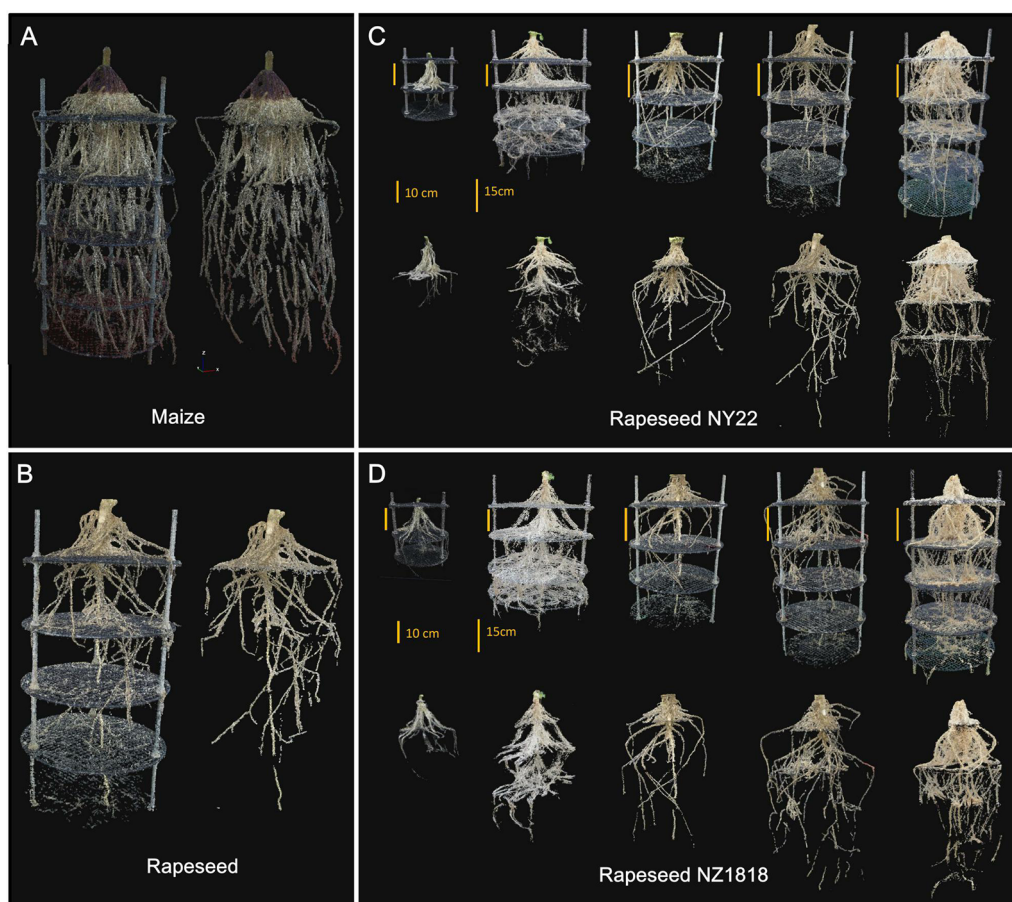 A
Maize
z
x
B
Rapeseed
C
10 cm
15cm
Rapeseed NY22
D
10 cm
15cm
Rapeseed NZ1818